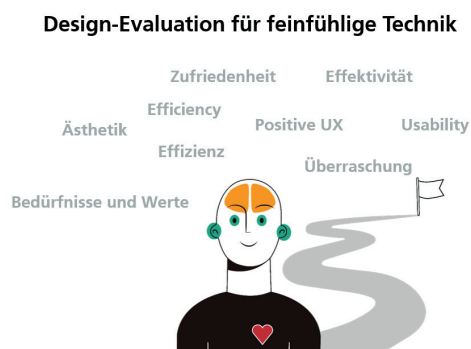 Design-Evaluation für feinfühlige Technik
Zufriedenheit Effektivität
Efficiency
Ästhetik Positive UX Usability
Effizienz
Überraschung
Bedürfnisse und Werte